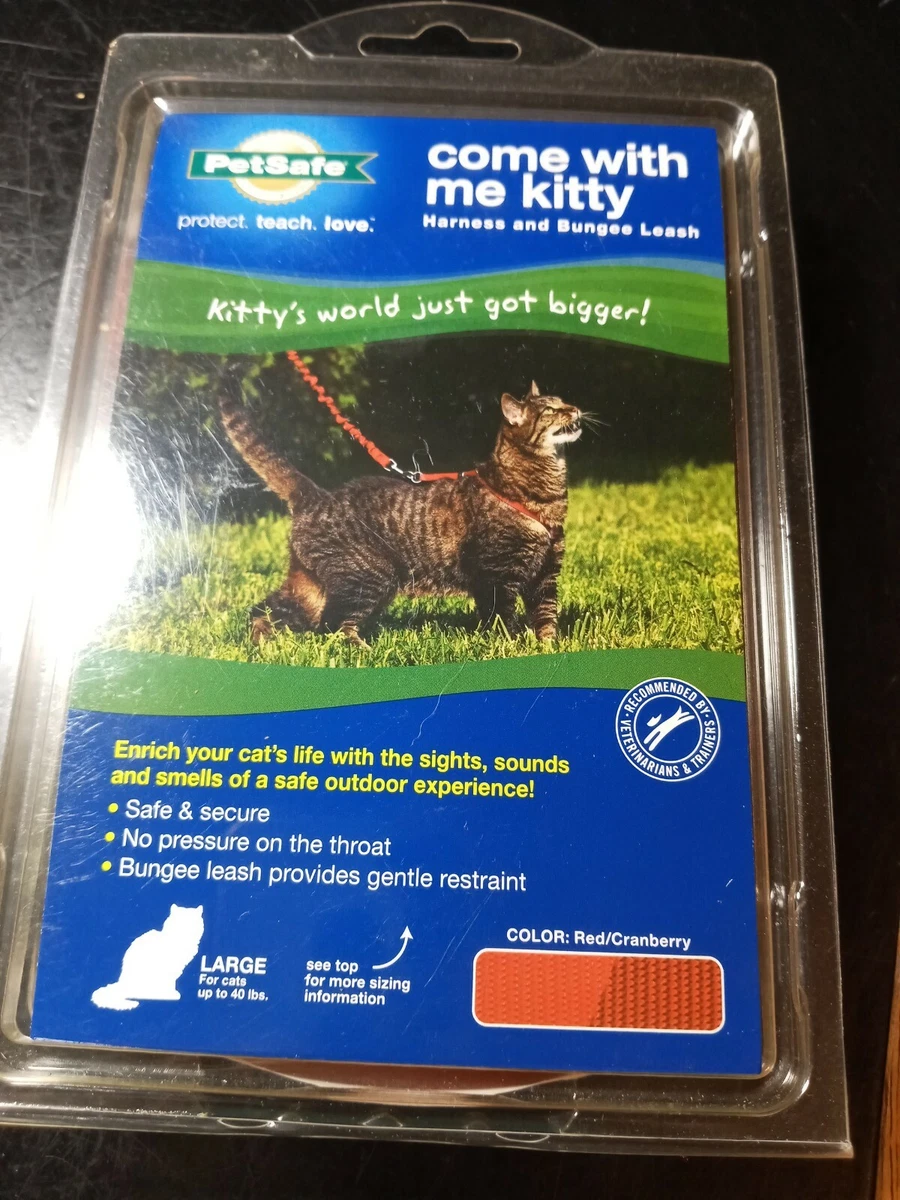 PetSafe®
protect. teach. love.™
come with
me kitty
Harness and Bungee Leash
Kitty's world just got bigger!
RECOMMENDED BY
VETERINARIANS & TRAINERS
Enrich your cat's life with the sights, sounds
and smells of a safe outdoor experience!
• Safe & secure
• No pressure on the throat
• Bungee leash provides gentle restraint
LARGE
For cats
up to 40 lbs.
see top
for more sizing
information
COLOR: Red/Cranberry